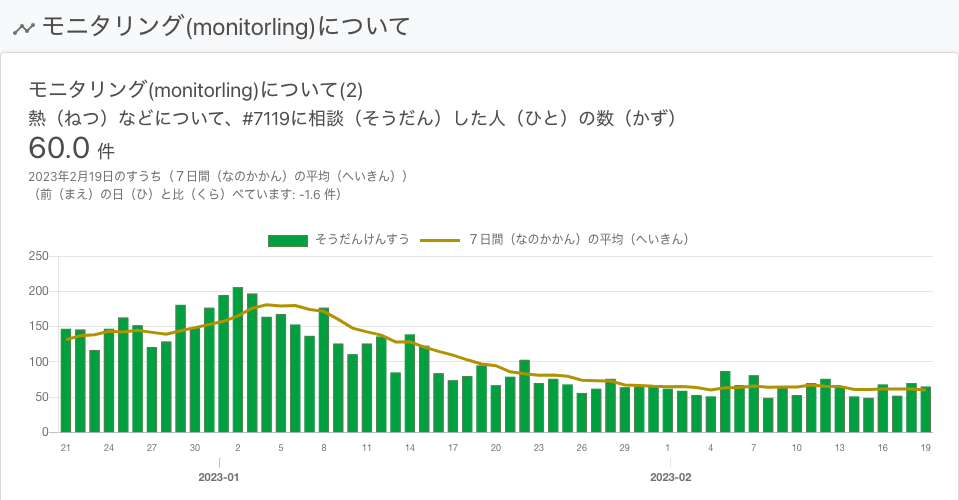 モニタリング(monitorling)について
モニタリング(monitorling)について(2)
熱（ねつ）などについて、#7119に相談（そうだん）した人（ひと）の数（かず）
60.0 件
2023年2月19日のすうち（７日間（なのかかん）の平均（へいきん））
（前（まえ）の日（ひ）と比（くら）べています: -1.6 件）
そうだんけんすう ７日間（なのかかん）の平均（へいきん）
250
200
150
100
50
0
21 24 27 30 2 5 8 11 14 17 20 23 26 29 1 4 7 10 13 16 19
2023-01 2023-02